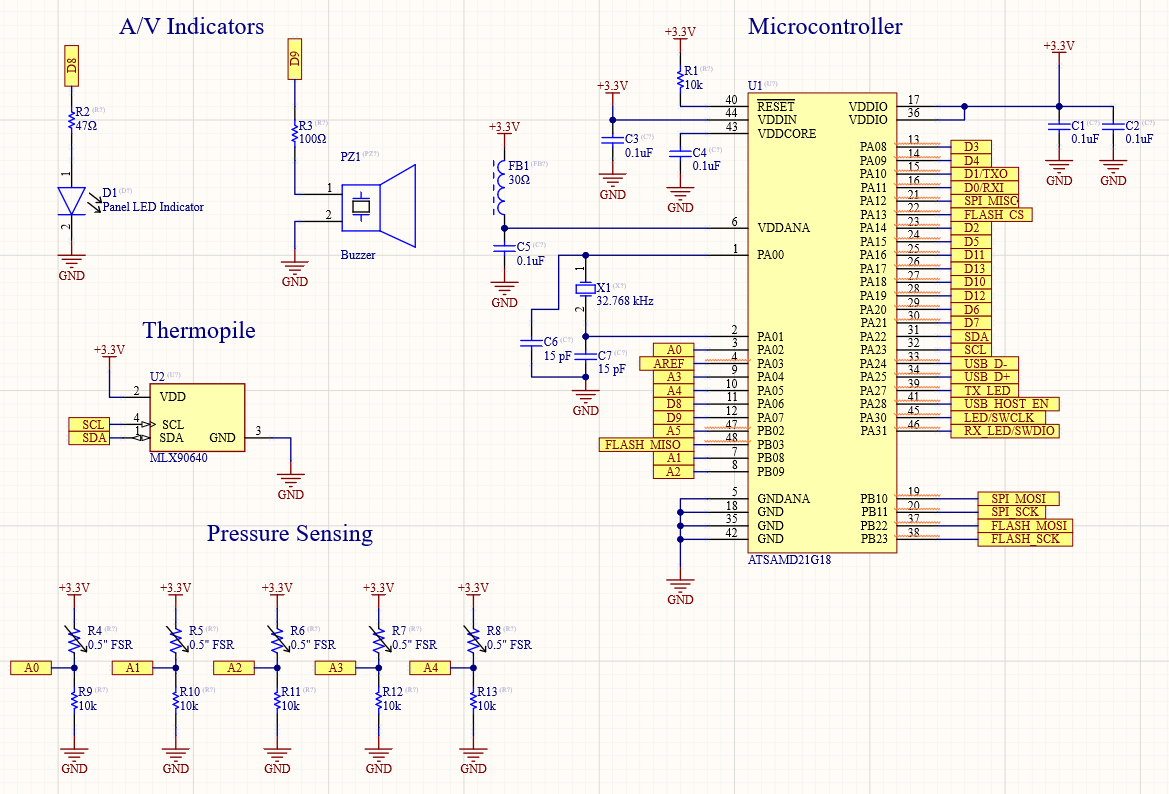 A/V Indicators
D8
R2 (R?)
47Ω
1
D1 (D?)
Panel LED Indicator
2
GND
D9
R3 (R?)
100Ω
PZ1 (PZ?)
1
2
Buzzer
GND
Thermopile
+3.3V
U2 (U?)
2 VDD
SCL 4 SCL
SDA 1 SDA
GND 3
MLX90640
GND
Microcontroller
+3.3V
R1 (R?)
10k
+3.3V
C3 (C?)
0.1uF
GND
C4 (C?)
0.1uF
GND
+3.3V
FB1 (FB?)
30Ω
C5 (C?)
0.1uF
GND
1
X1 (X?)
32.768 kHz
2
C6 (C?)
15 pF
C7 (C?)
15 pF
GND
+3.3V
C1 (C?)
0.1uF
GND
C2 (C?)
0.1uF
GND
U1 (U?)
40 RESET
44 VDDIN
43 VDDCORE
6 VDDANA
1 PA00
2 PA01
A0 3 PA02
AREF 4 PA03
A3 9 PA04
A4 10 PA05
D8 11 PA06
D9 12 PA07
A5 47 PB02
FLASH_MISO 48 PB03
A1 7 PB08
A2 8 PB09
5 GNDANA
18 GND
35 GND
42 GND
GND
VDDIO 17
VDDIO 36
PA08 13 D3
PA09 14 D4
PA10 15 D1/TXO
PA11 16 D0/RXI
PA12 21 SPI_MISO
PA13 22 FLASH_CS
PA14 23 D2
PA15 24 D5
PA16 25 D11
PA17 26 D13
PA18 27 D10
PA19 28 D12
PA20 29 D6
PA21 30 D7
PA22 31 SDA
PA23 32 SCL
PA24 33 USB_D-
PA25 34 USB_D+
PA27 39 TX_LED
PA28 41 USB_HOST_EN
PA30 45 LED/SWCLK
PA31 46 RX_LED/SWDIO
PB10 19 SPI_MOSI
PB11 20 SPI_SCK
PB22 37 FLASH_MOSI
PB23 38 FLASH_SCK
ATSAMD21G18
Pressure Sensing
+3.3V
R4 (R?)
0.5" FSR
A0
R9 (R?)
10k
GND
+3.3V
R5 (R?)
0.5" FSR
A1
R10 (R?)
10k
GND
+3.3V
R6 (R?)
0.5" FSR
A2
R11 (R?)
10k
GND
+3.3V
R7 (R?)
0.5" FSR
A3
R12 (R?)
10k
GND
+3.3V
R8 (R?)
0.5" FSR
A4
R13 (R?)
10k
GND